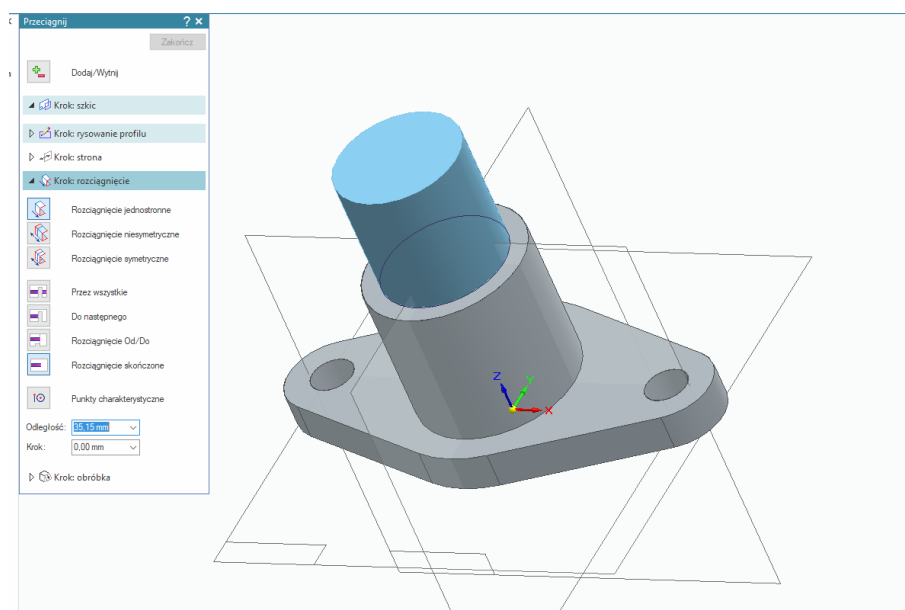 Przeciągnij ? ×
Zakończ
Dodaj/Wytnij
Krok: szkic
Krok: rysowanie profilu
Krok: strona
Krok: rozciągnięcie
Rozciągnięcie jednostronne
Rozciągnięcie niesymetryczne
Rozciągnięcie symetryczne
Przez wszystkie
Do następnego
Rozciągnięcie Od/Do
Rozciągnięcie skończone
Punkty charakterystyczne
Odległość: 35,15 mm
Krok: 0,00 mm
Krok: obróbka
Z
Y
X